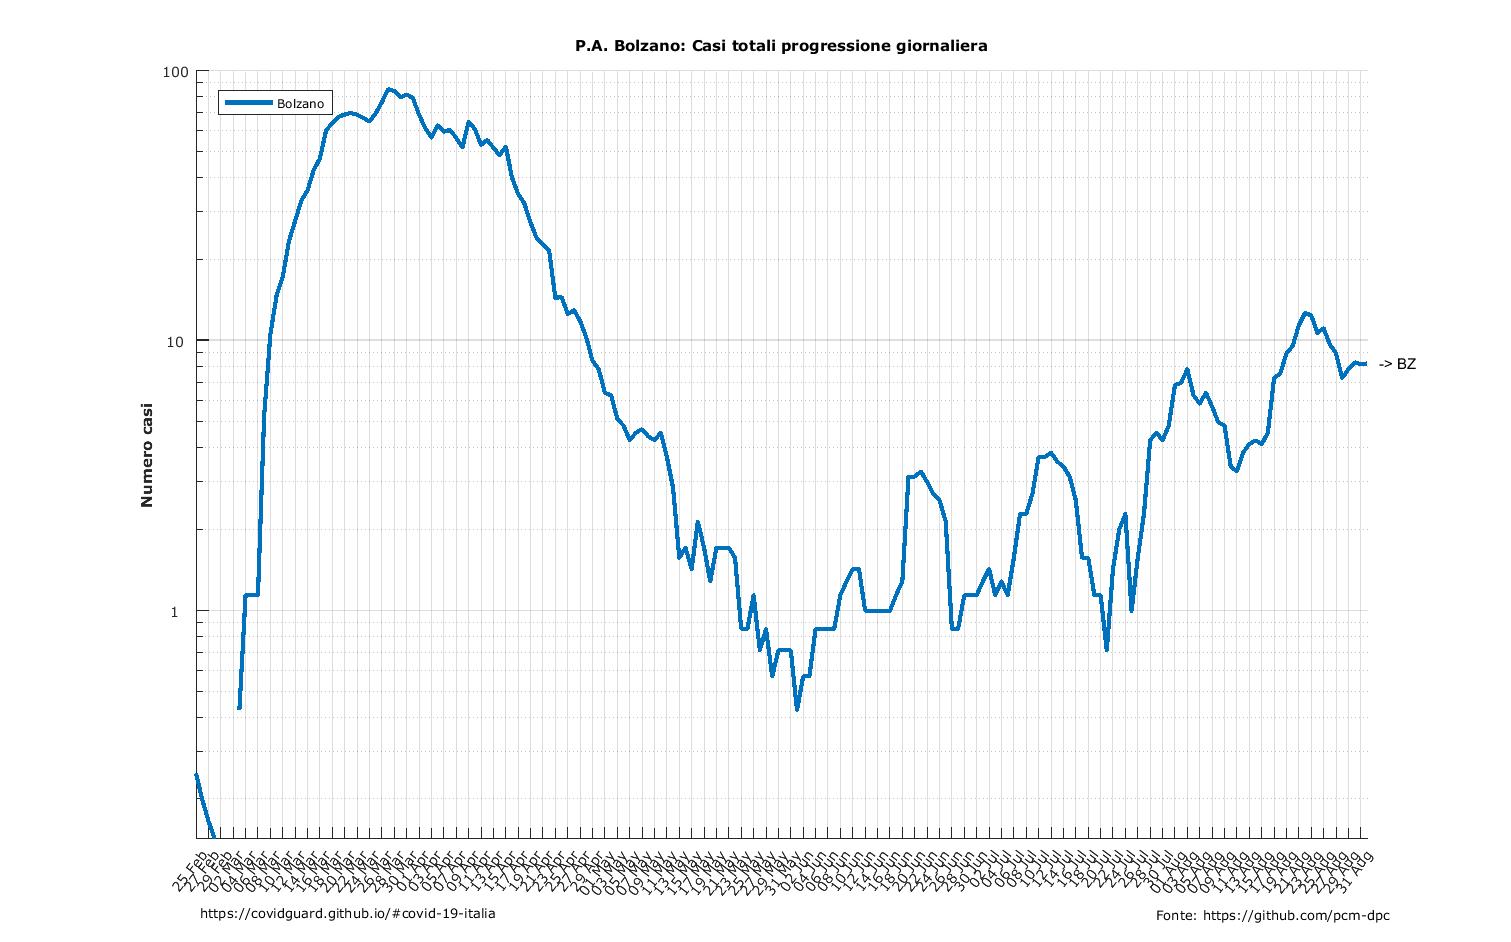 P.A. Bolzano: Casi totali progressione giornaliera
Bolzano
100
10
1
Numero casi
-> BZ
25 Feb
27 Feb
29 Feb
02 Mar
04 Mar
06 Mar
08 Mar
10 Mar
12 Mar
14 Mar
16 Mar
18 Mar
20 Mar
22 Mar
24 Mar
26 Mar
28 Mar
30 Mar
01 Apr
03 Apr
05 Apr
07 Apr
09 Apr
11 Apr
13 Apr
15 Apr
17 Apr
19 Apr
21 Apr
23 Apr
25 Apr
27 Apr
29 Apr
01 May
03 May
05 May
07 May
09 May
11 May
13 May
15 May
17 May
19 May
21 May
23 May
25 May
27 May
29 May
31 May
02 Jun
04 Jun
06 Jun
08 Jun
10 Jun
12 Jun
14 Jun
16 Jun
18 Jun
20 Jun
22 Jun
24 Jun
26 Jun
28 Jun
30 Jun
02 Jul
04 Jul
06 Jul
08 Jul
10 Jul
12 Jul
14 Jul
16 Jul
18 Jul
20 Jul
22 Jul
24 Jul
26 Jul
28 Jul
30 Jul
01 Aug
03 Aug
05 Aug
07 Aug
09 Aug
11 Aug
13 Aug
15 Aug
17 Aug
19 Aug
21 Aug
23 Aug
25 Aug
27 Aug
29 Aug
31 Aug
https://covidguard.github.io/#covid-19-italia
Fonte: https://github.com/pcm-dpc